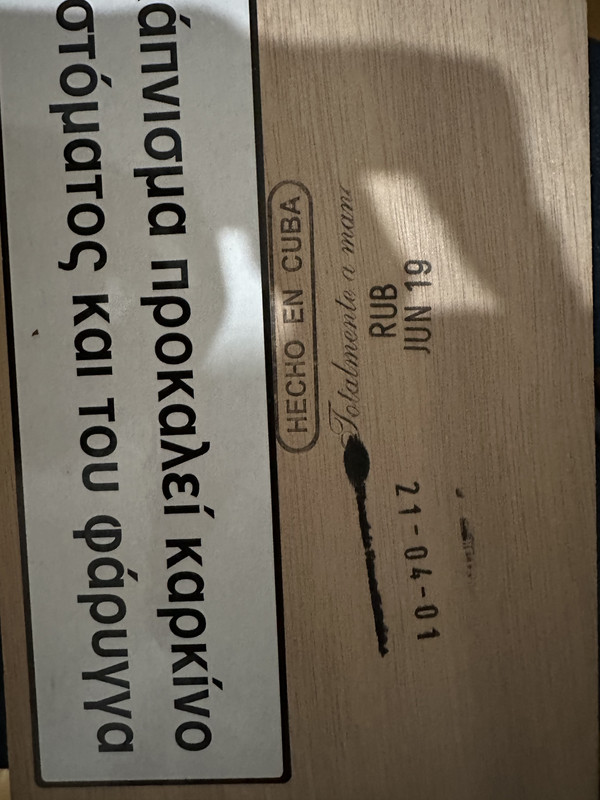 άπνισμα προκαλεί καρκίνο
στόματος και του φάρυγγα
HECHO EN CUBA
Totalmente a mano
RUB
JUN 19
21-04-01